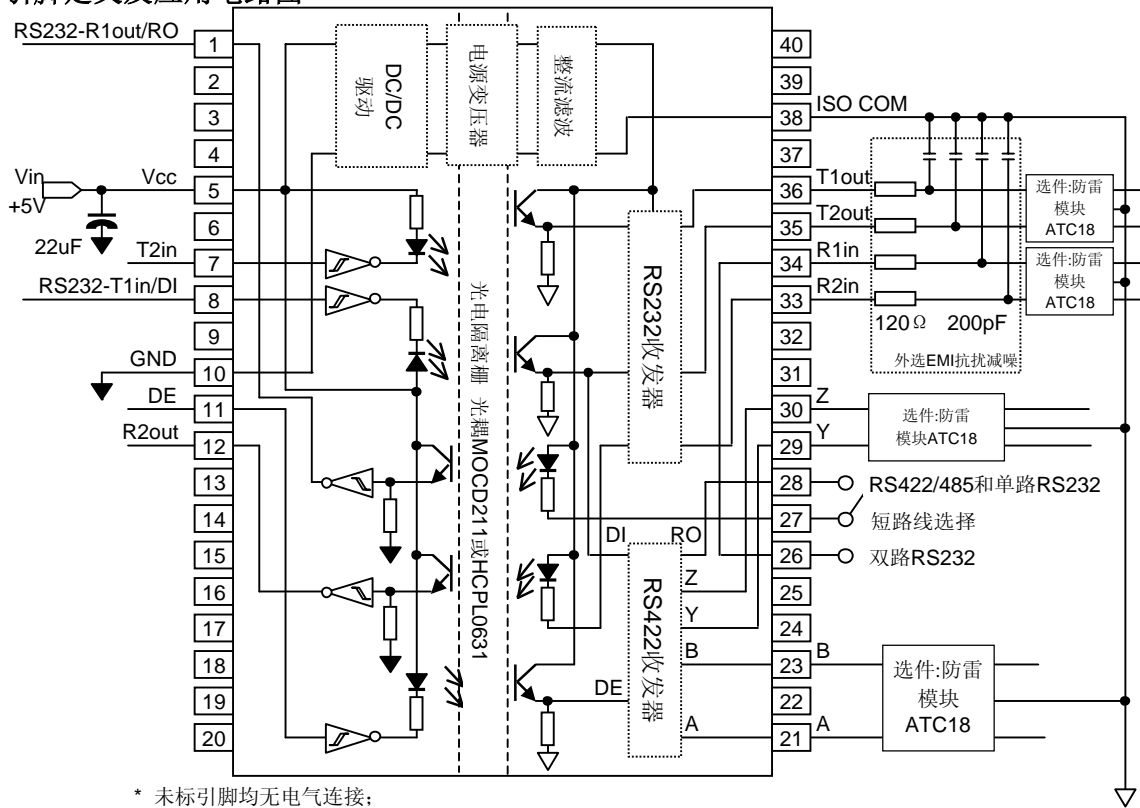 引脚定义及应用电路图
RS232-R1out/RO
1
2
3
4
Vin
+5V
22uF
Vcc
5
6
T2in
7
RS232-T1in/DI
8
9
GND
10
DE
11
R2out
12
13
14
15
16
17
18
19
20
DC/DC
驱动
电源变压器
整流滤波
光电隔离栅 光耦MOCD211或HCPL0631
RS232收发器
DI
RO
Z
Y
B
DE
A
RS422收发器
40
39
38
ISO COM
37
36
T1out
35
T2out
34
R1in
33
R2in
120Ω 200pF
外选EMI抗扰减噪
选件:防雷
模块
ATC18
选件:防雷
模块
ATC18
32
31
30
Z
29
Y
选件:防雷
模块ATC18
28
RS422/485和单路RS232
27
短路线选择
26
双路RS232
25
24
23
B
22
21
A
选件:防雷
模块
ATC18
* 未标引脚均无电气连接;